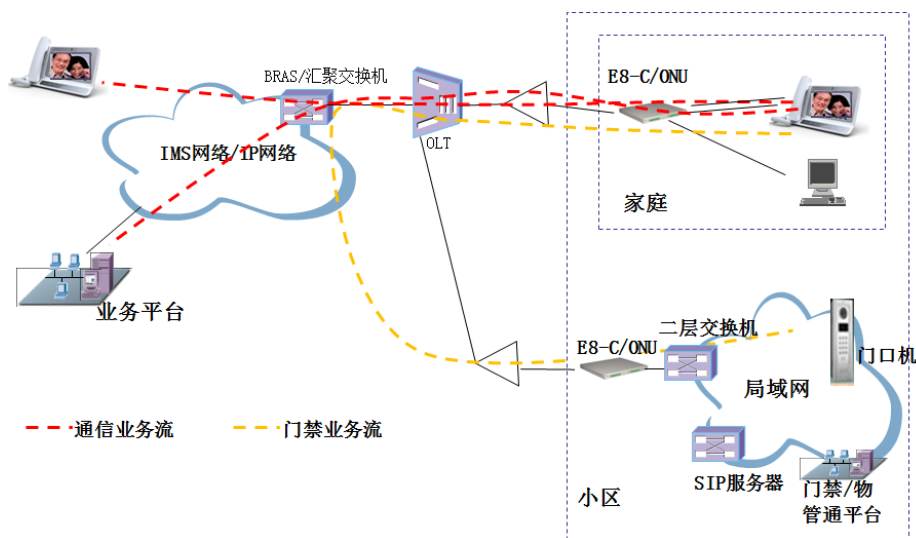 BRAS/汇聚交换机
E8-C/ONU
OLT
IMS网络/IP网络
家庭
业务平台
二层交换机
E8-C/ONU
门口机
局域网
通信业务流
门禁业务流
SIP服务器
门禁/物
管通平台
小区